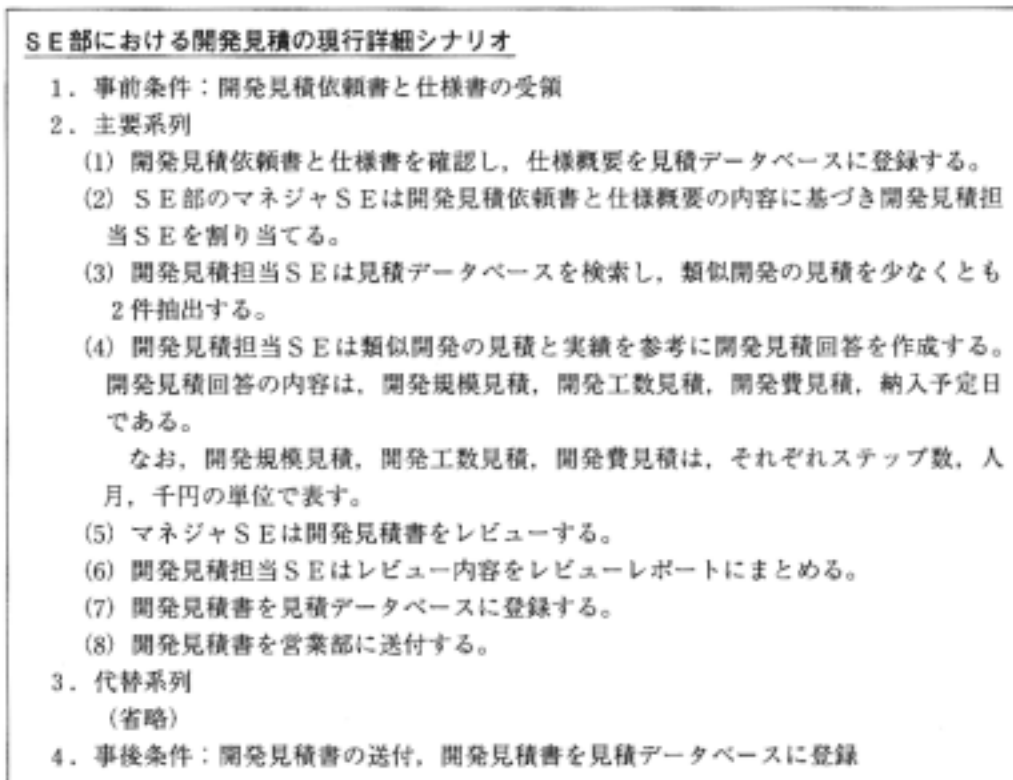 ＳＥ部における開発見積の現行詳細シナリオ
１．事前条件：開発見積依頼書と仕様書の受領
２．主要系列
(1) 開発見積依頼書と仕様書を確認し，仕様概要を見積データベースに登録する。
(2) ＳＥ部のマネジャＳＥは開発見積依頼書と仕様概要の内容に基づき開発見積担
当ＳＥを割り当てる。
(3) 開発見積担当ＳＥは見積データベースを検索し，類似開発の見積を少なくとも
２件抽出する。
(4) 開発見積担当ＳＥは類似開発の見積と実績を参考に開発見積回答を作成する。
開発見積回答の内容は，開発規模見積，開発工数見積，開発費見積，納入予定日
である。
なお，開発規模見積，開発工数見積，開発費見積は，それぞれステップ数，人
月，千円の単位で表す。
(5) マネジャＳＥは開発見積書をレビューする。
(6) 開発見積担当ＳＥはレビュー内容をレビューレポートにまとめる。
(7) 開発見積書を見積データベースに登録する。
(8) 開発見積書を営業部に送付する。
３．代替系列
（省略）
４．事後条件：開発見積書の送付，開発見積書を見積データベースに登録